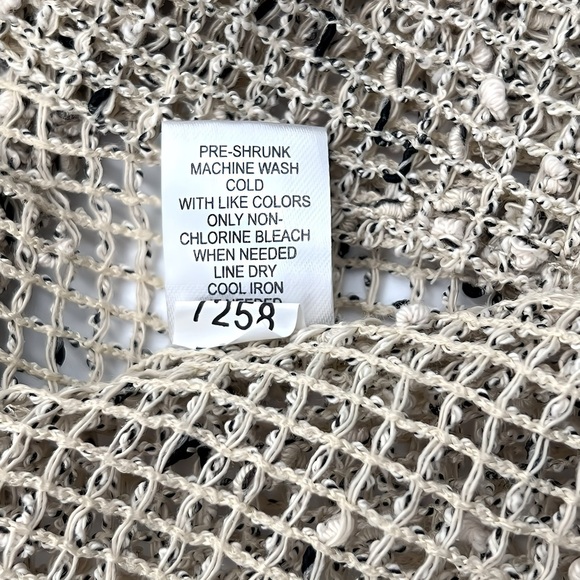 PRE-SHRUNK
MACHINE WASH
COLD
WITH LIKE COLORS
ONLY NON-
CHLORINE BLEACH
WHEN NEEDED
LINE DRY
COOL IRON
NEEDED
7258